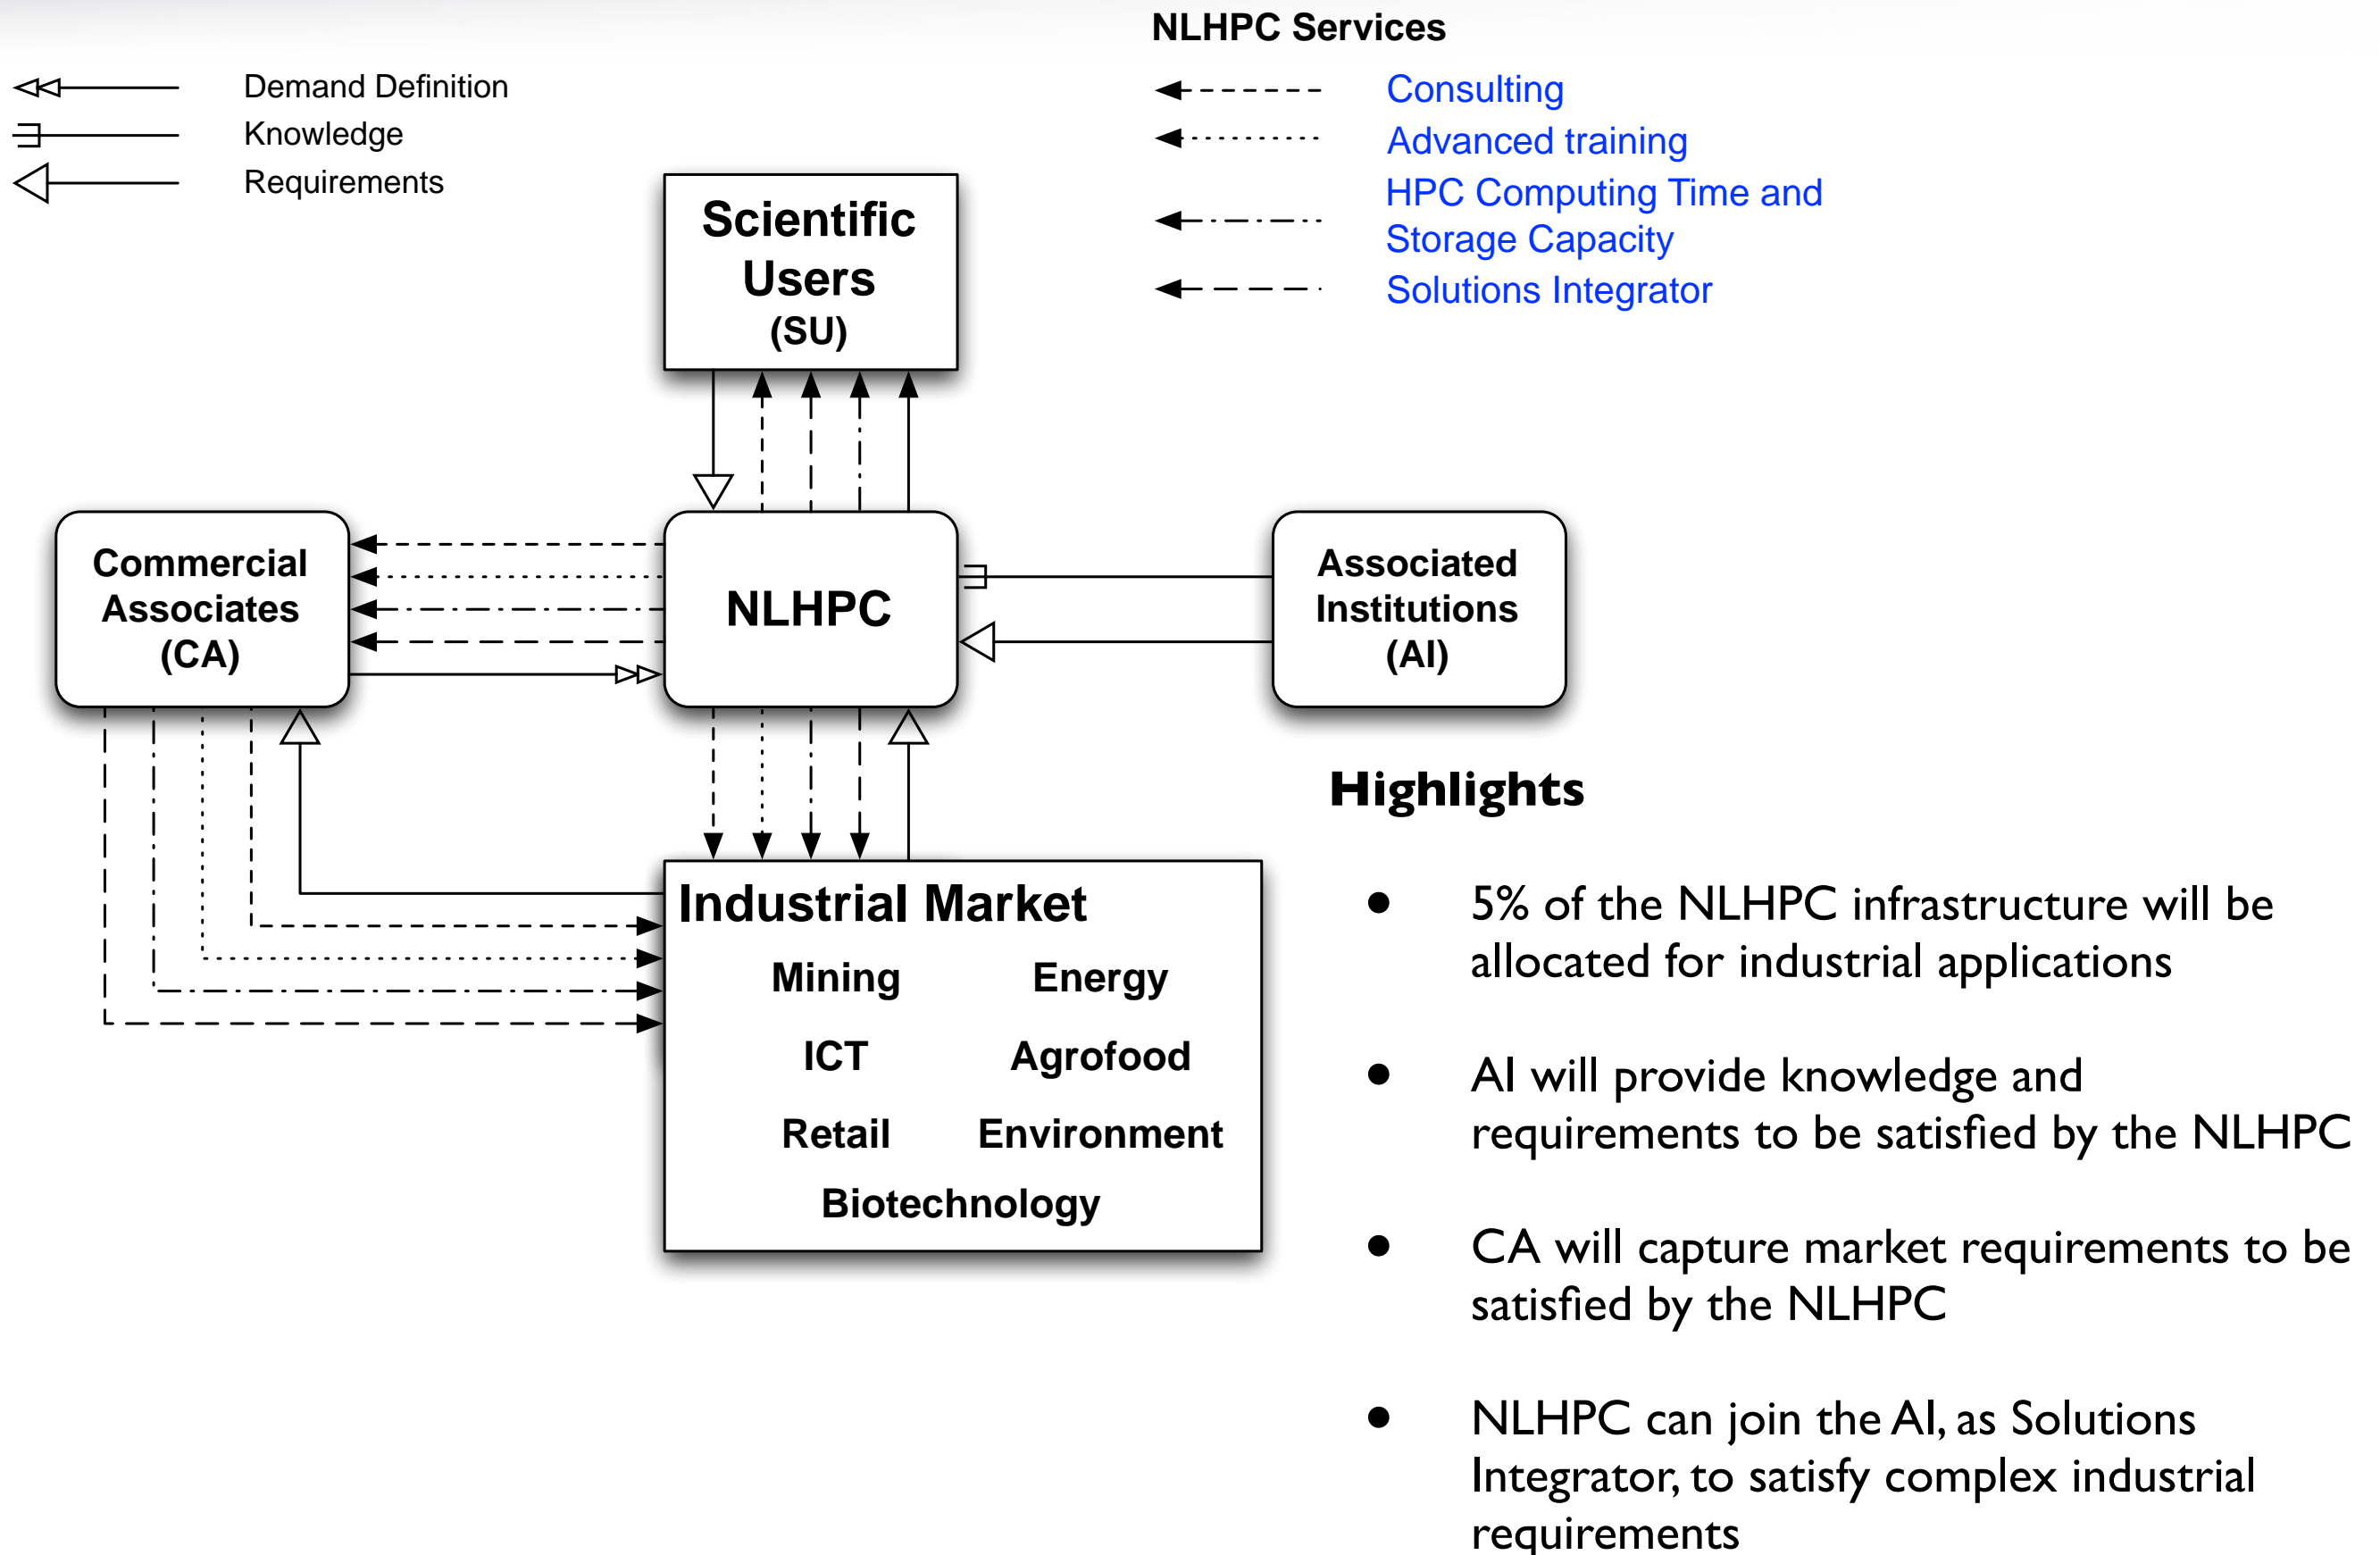 NLHPC Services
Demand Definition
Knowledge
Requirements
Consulting
Advanced training
HPC Computing Time and
Storage Capacity
Solutions Integrator
Scientific
Users
(SU)
Commercial
Associates
(CA)
NLHPC
Associated
Institutions
(AI)
Industrial Market
Mining
Energy
ICT
Agrofood
Retail
Environment
Biotechnology
Highlights
● 5% of the NLHPC infrastructure will be
allocated for industrial applications
● AI will provide knowledge and
requirements to be satisfied by the NLHPC
● CA will capture market requirements to be
satisfied by the NLHPC
● NLHPC can join the AI, as Solutions
Integrator, to satisfy complex industrial
requirements